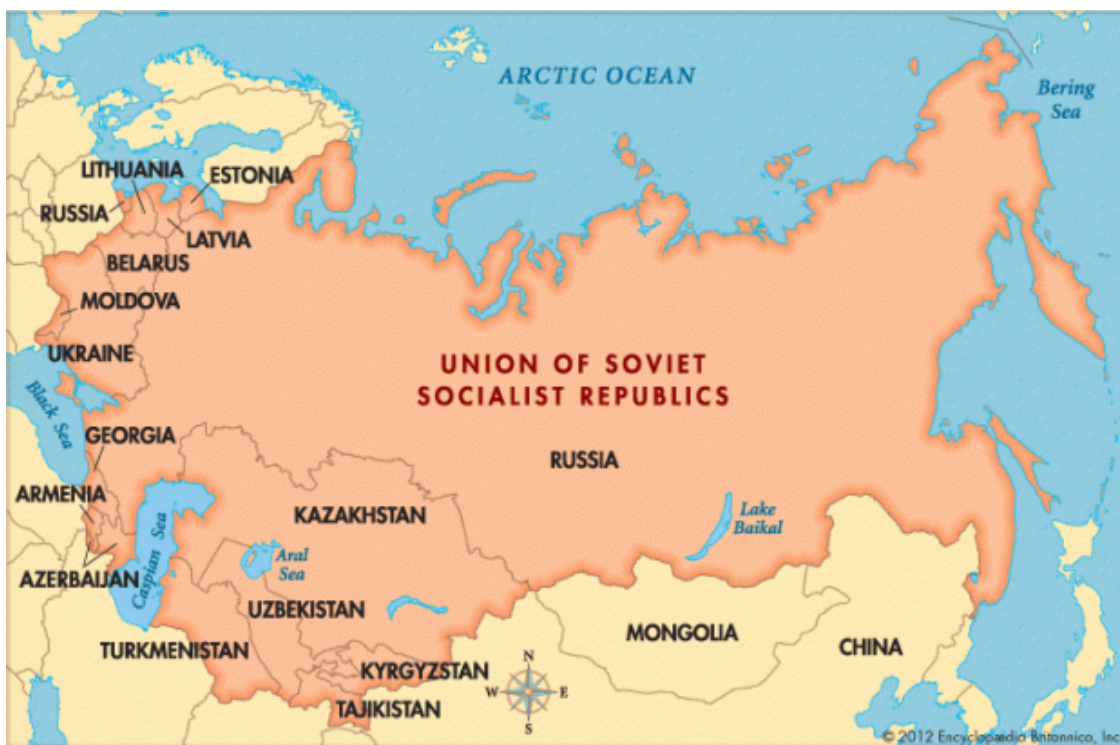 ARCTIC OCEAN
Bering
Sea
LITHUANIA
ESTONIA
RUSSIA
LATVIA
BELARUS
MOLDOVA
UKRAINE
UNION OF SOVIET
SOCIALIST REPUBLICS
Black Sea
GEORGIA
RUSSIA
ARMENIA
KAZAKHSTAN
Lake
Baikal
Caspian Sea
Aral
Sea
AZERBAIJAN
UZBEKISTAN
MONGOLIA
CHINA
TURKMENISTAN
KYRGYZSTAN
TAJIKISTAN
N
W
E
S
© 2012 Encyclopædia Britannica, Inc